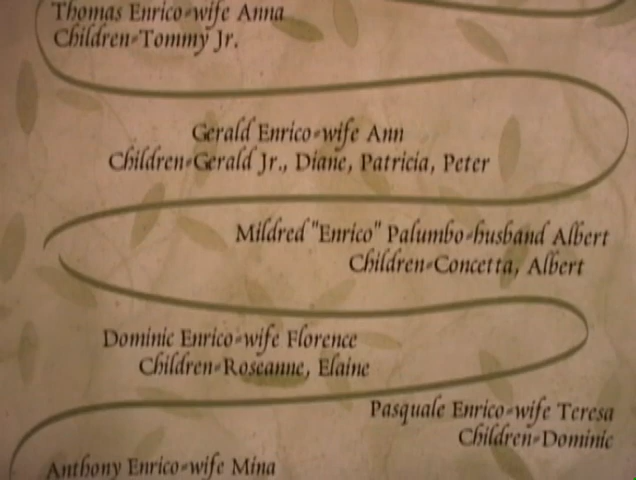 Thomas Enrico-wife Anna
Children-Tommy Jr.
Gerald Enrico-wife Ann
Children-Gerald Jr., Diane, Patricia, Peter
Mildred "Enrico" Palumbo-husband Albert
Children-Concetta, Albert
Dominic Enrico-wife Florence
Children-Roseanne, Elaine
Pasquale Enrico-wife Teresa
Children-Dominic
Anthony Enrico-wife Mina